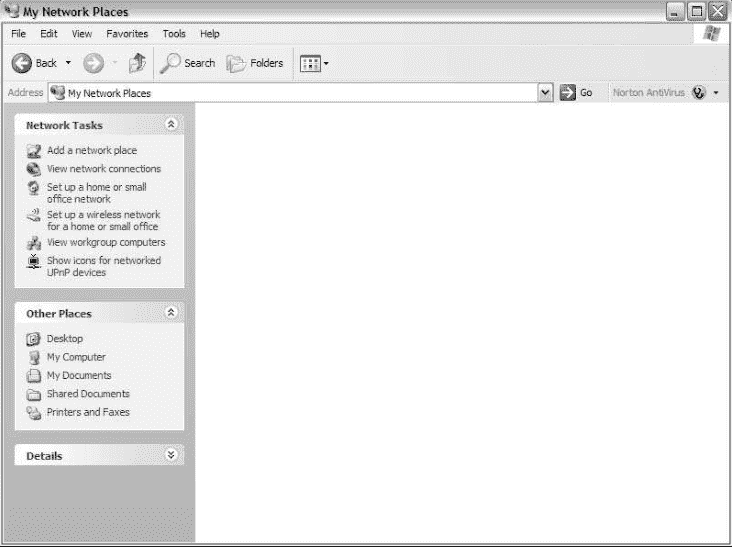 My Network Places
File Edit View Favorites Tools Help
Back Search Folders
Address My Network Places Go Norton AntiVirus
Network Tasks
Add a network place
View network connections
Set up a home or small
office network
Set up a wireless network
for a home or small office
View workgroup computers
Show icons for networked
UPnP devices
Other Places
Desktop
My Computer
My Documents
Shared Documents
Printers and Faxes
Details